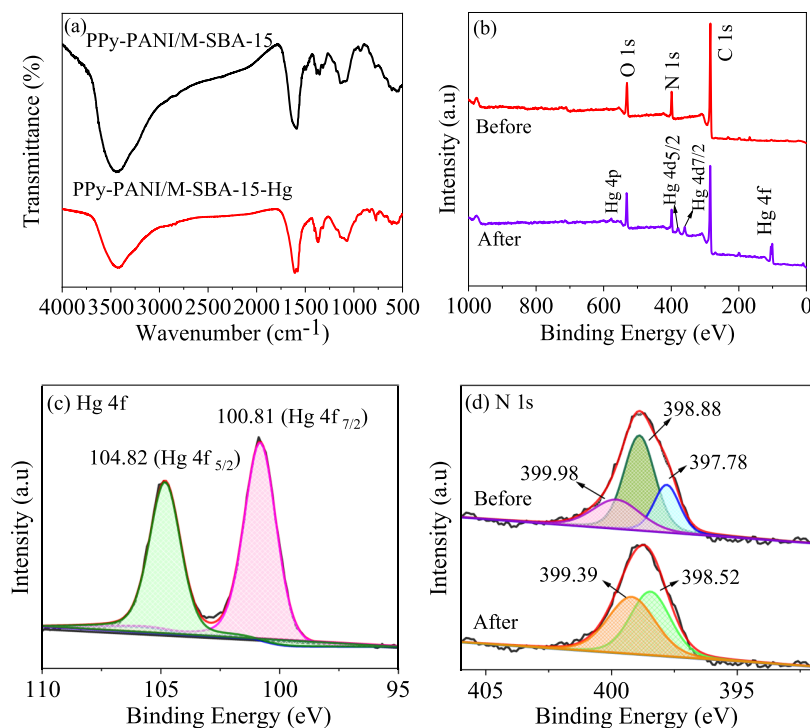 (a)
PPy-PANI/M-SBA-15
PPy-PANI/M-SBA-15-Hg
Transmittance (%)
4000 3500 3000 2500 2000 1500 1000 500
Wavenumber (cm-1)
(b)
O 1s
N 1s
C 1s
Before
Hg 4p
Hg 4d5/2
Hg 4d7/2
Hg 4f
After
Intensity (a.u)
1000 800 600 400 200 0
Binding Energy (eV)
(c) Hg 4f
100.81 (Hg 4f 7/2)
104.82 (Hg 4f 5/2)
Intensity (a.u)
110 105 100 95
Binding Energy (eV)
(d) N 1s
398.88
399.98
397.78
Before
399.39
398.52
After
Intensity (a.u)
405 400 395
Binding Energy (eV)